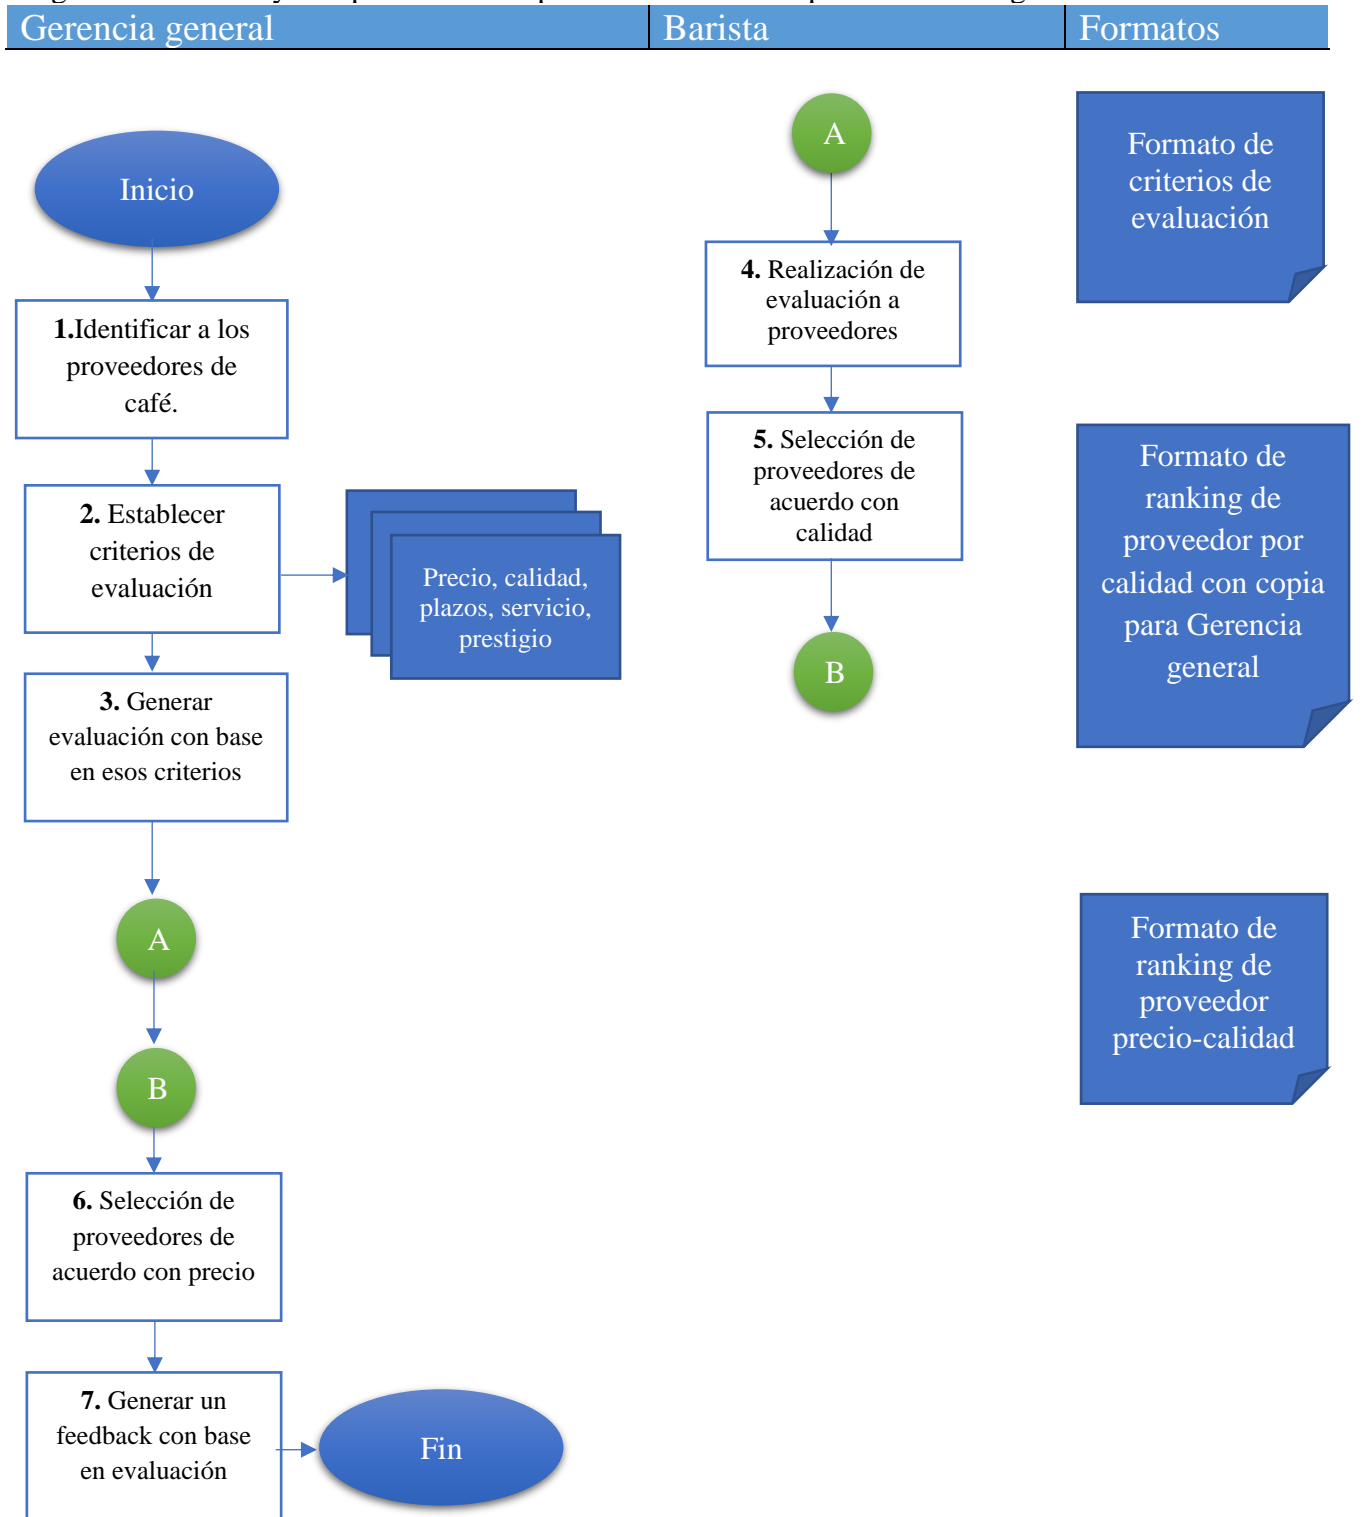 Gerencia general
Barista
Formatos
Inicio
1.Identificar a los
proveedores de
café.
2. Establecer
criterios de
evaluación
Precio, calidad,
plazos, servicio,
prestigio
3. Generar
evaluación con base
en esos criterios
A
B
6. Selección de
proveedores de
acuerdo con precio
7. Generar un
feedback con base
en evaluación
Fin
A
4. Realización de
evaluación a
proveedores
5. Selección de
proveedores de
acuerdo con
calidad
B
Formato de
criterios de
evaluación
Formato de
ranking de
proveedor por
calidad con copia
para Gerencia
general
Formato de
ranking de
proveedor
precio-calidad